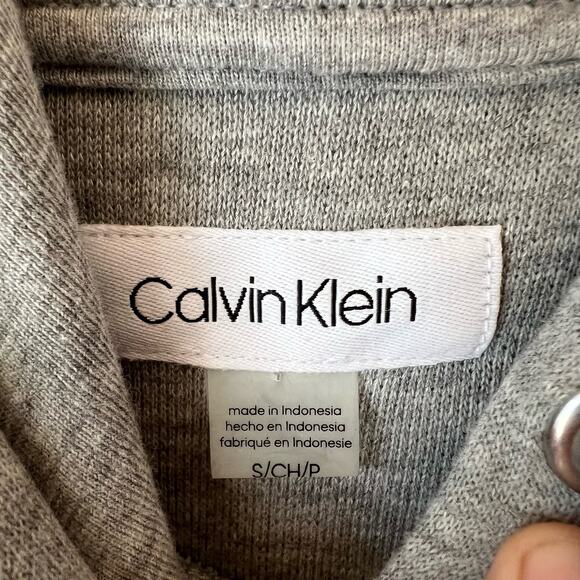 Calvin Klein
made in Indonesia
hecho en Indonesia
fabriqué en Indonesie
S/CH/P